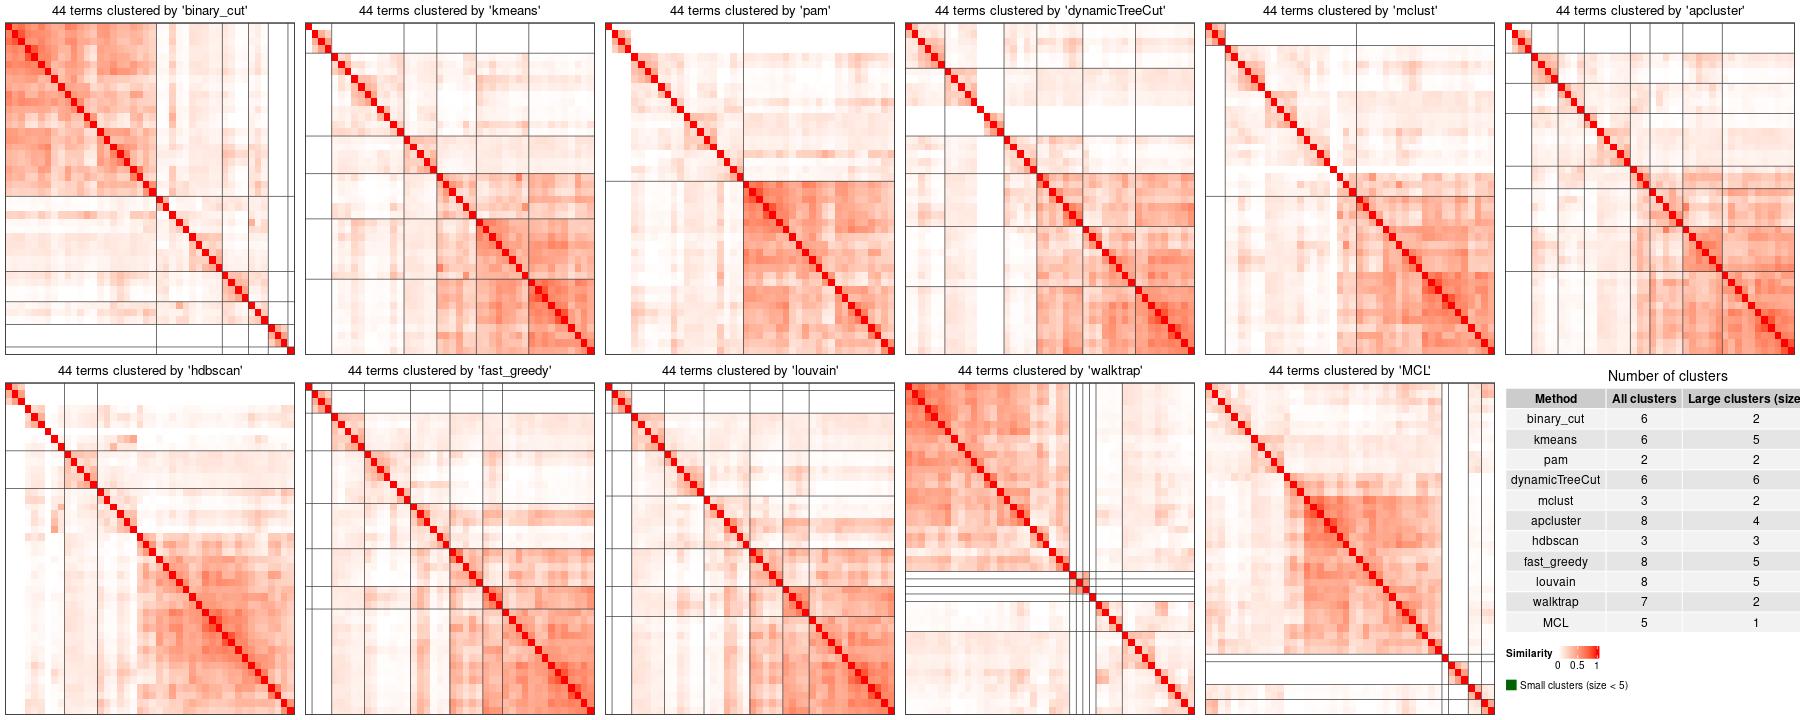 44 terms clustered by 'binary_cut'
44 terms clustered by 'kmeans'
44 terms clustered by 'pam'
44 terms clustered by 'dynamicTreeCut'
44 terms clustered by 'mclust'
44 terms clustered by 'apcluster'
44 terms clustered by 'hdbscan'
44 terms clustered by 'fast_greedy'
44 terms clustered by 'louvain'
44 terms clustered by 'walktrap'
44 terms clustered by 'MCL'
Number of clusters
Method All clusters Large clusters (size
binary_cut 6 2
kmeans 6 5
pam 2 2
dynamicTreeCut 6 6
mclust 3 2
apcluster 8 4
hdbscan 3 3
fast_greedy 8 5
louvain 8 5
walktrap 7 2
MCL 5 1
Similarity
0 0.5 1
Small clusters (size < 5)